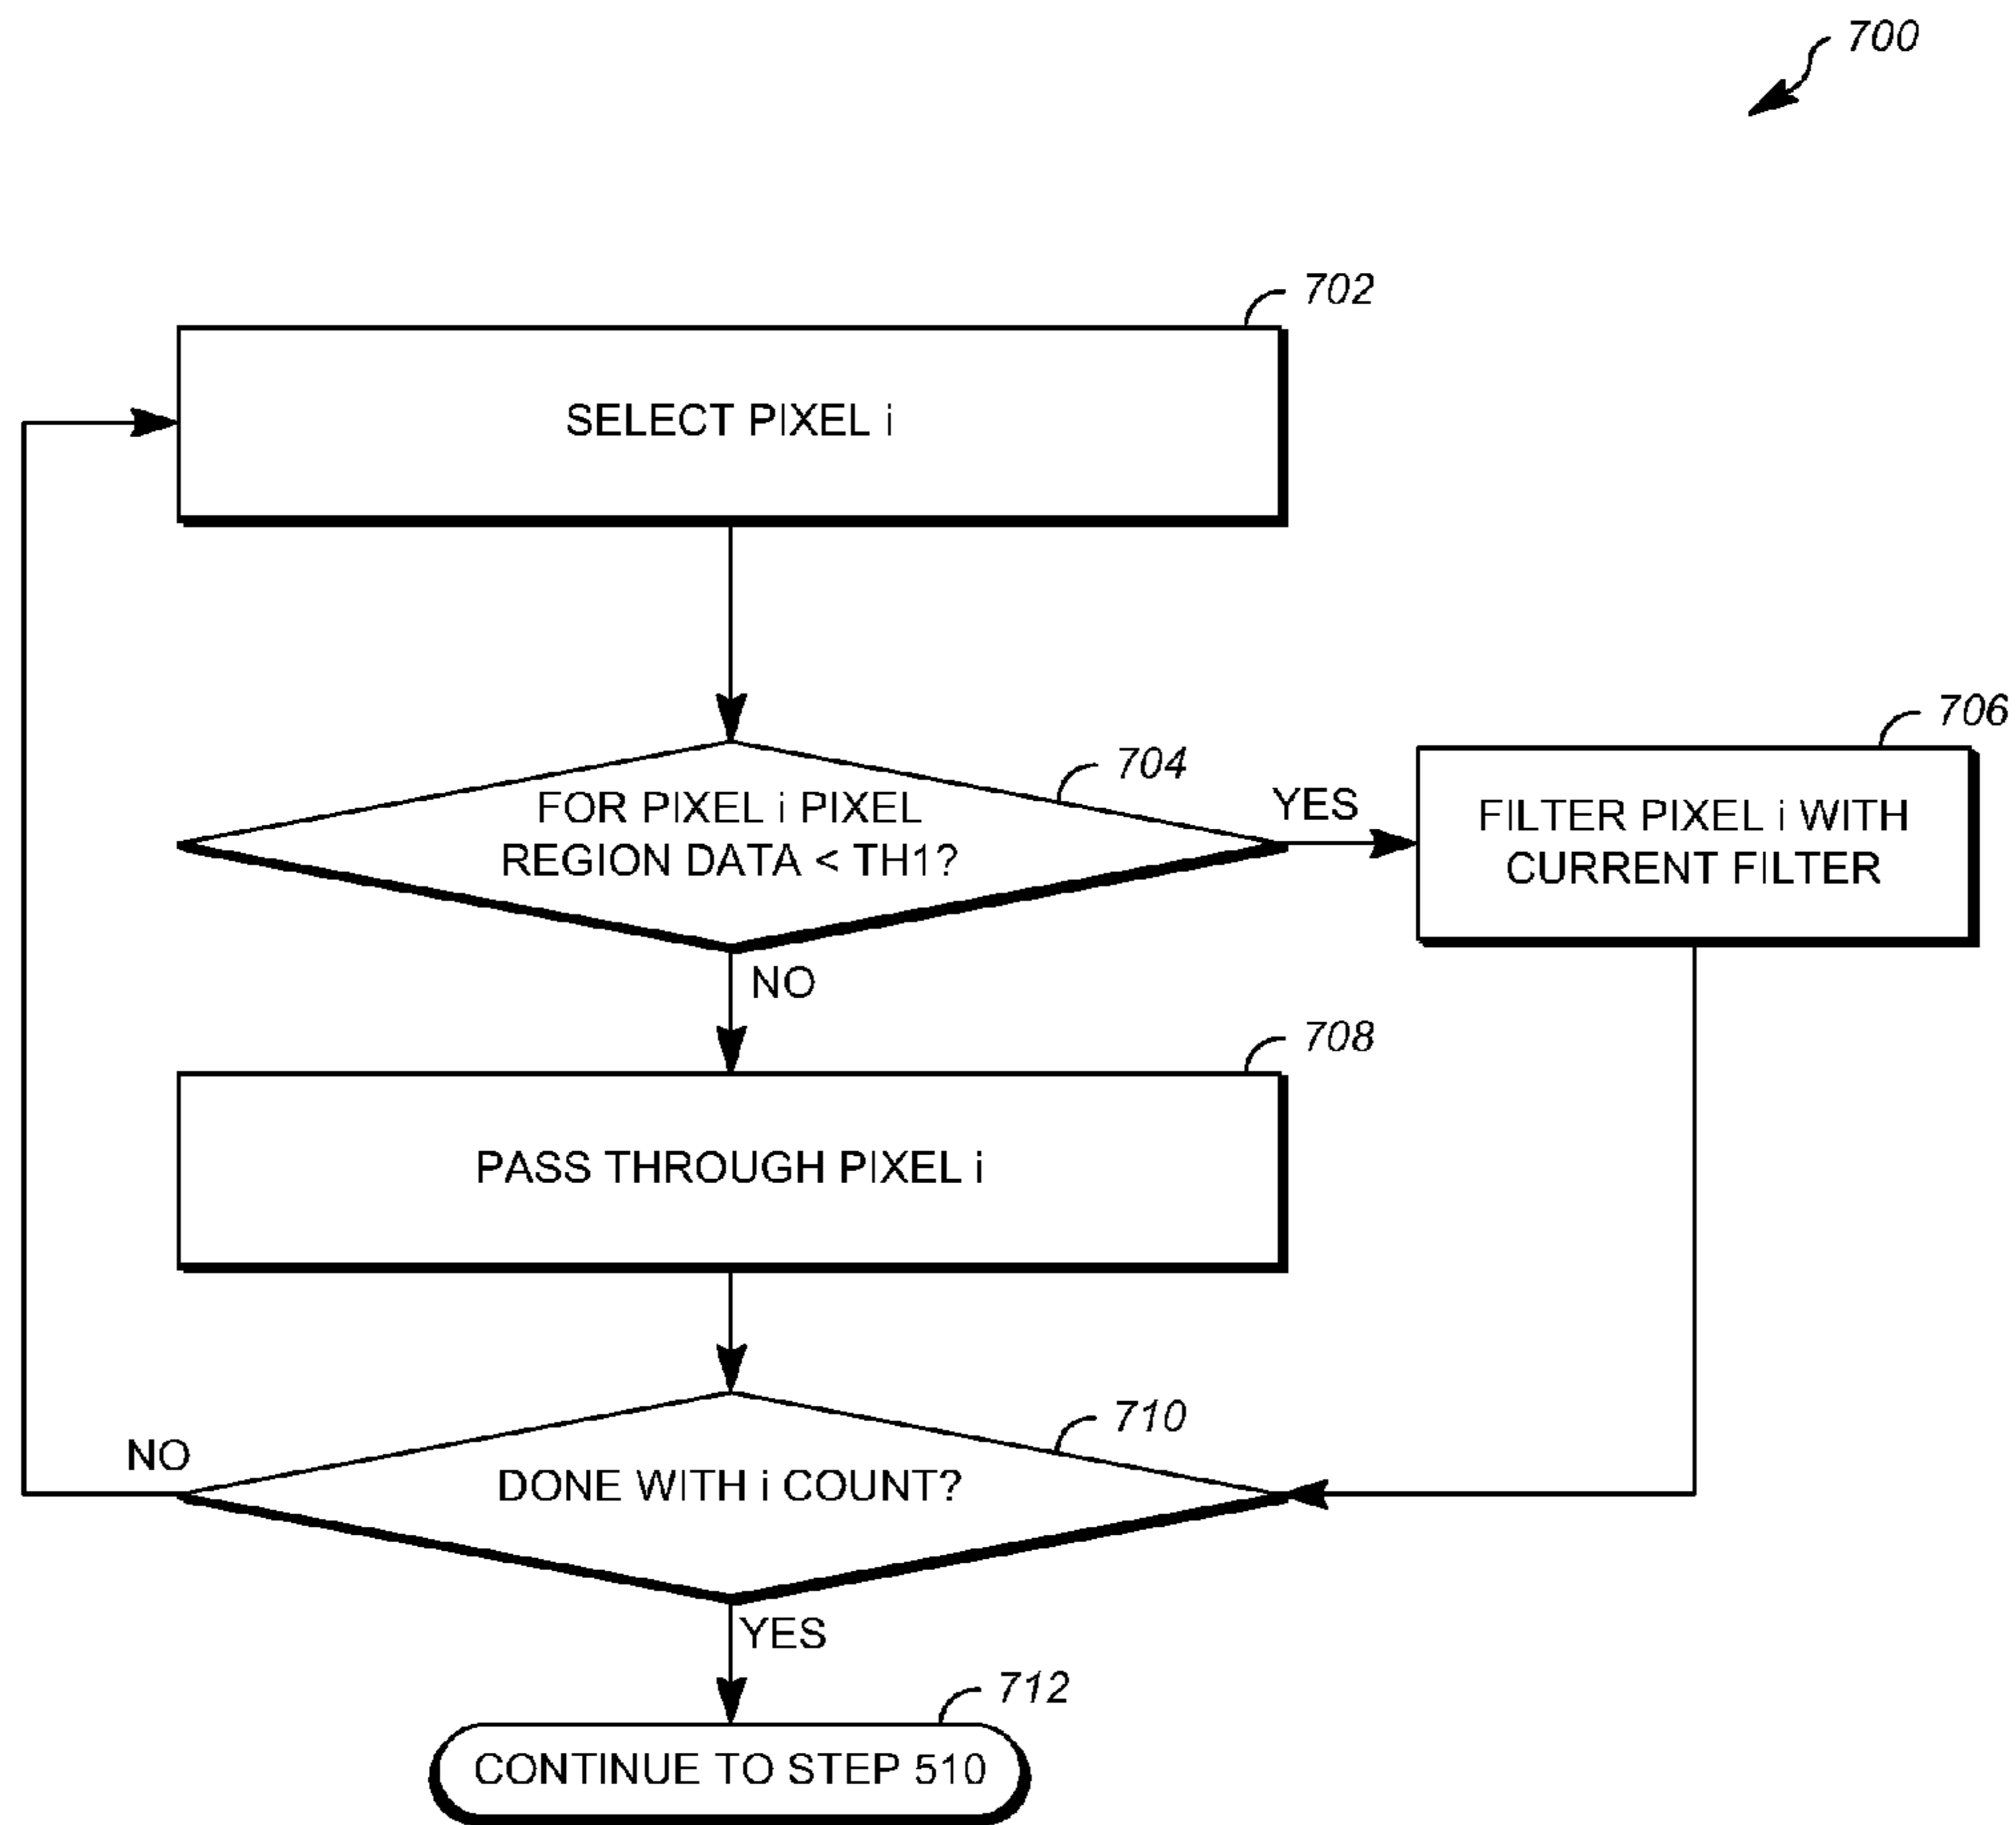 700
702
SELECT PIXEL i
704
FOR PIXEL i PIXEL
REGION DATA < TH1?
YES
706
FILTER PIXEL i WITH
CURRENT FILTER
NO
708
PASS THROUGH PIXEL i
710
NO
DONE WITH i COUNT?
YES
712
CONTINUE TO STEP 510